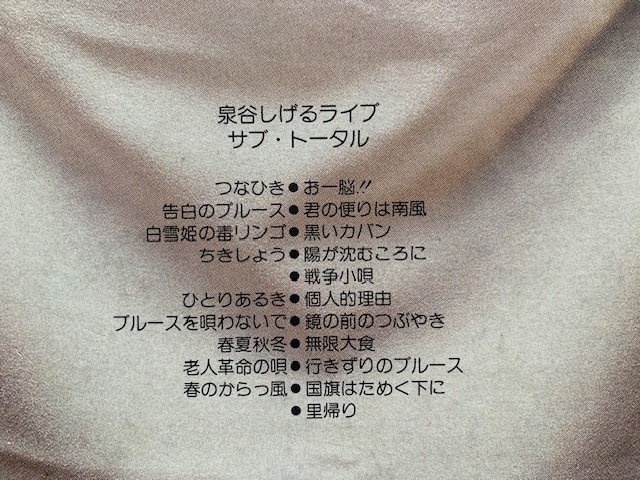 泉谷しげるライブ
サブ・トータル
つなひき●お一脳!!
告白のブルース●君の便りは南風
白雪姫の毒リンゴ●黒いカバン
ちきしょう●陽が沈むころに
●戦争小唄
ひとりあるき●個人的理由
ブルースを唄わないで●鏡の前のつぶやき
春夏秋冬●無限大食
老人革命の唄●行きずりのブルース
春のからっ風●国旗はためく下に
●里帰り